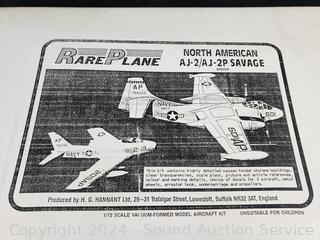 RAREPLANE
NORTH AMERICAN
AJ-2/AJ-2P SAVAGE
AP
NAVY
NAVY
501
This kit contains highly detailed vacuum formed airframe mouldings,
clear transparencies, scale plans, picture and article references,
colour and marking details, choice of decals for 2 aircraft, metal
wheels, arrestor hook, undercarriage and propellers.
Produced by H. G. HANNANT Ltd, 29-31 Trafalgar Street, Lowestoft, Suffolk NR32 3AT, England
1/72 SCALE VACUUM-FORMED MODEL AIRCRAFT KIT
UNSUITABLE FOR CHILDREN
Copyright 2024 - Sound Auction Service